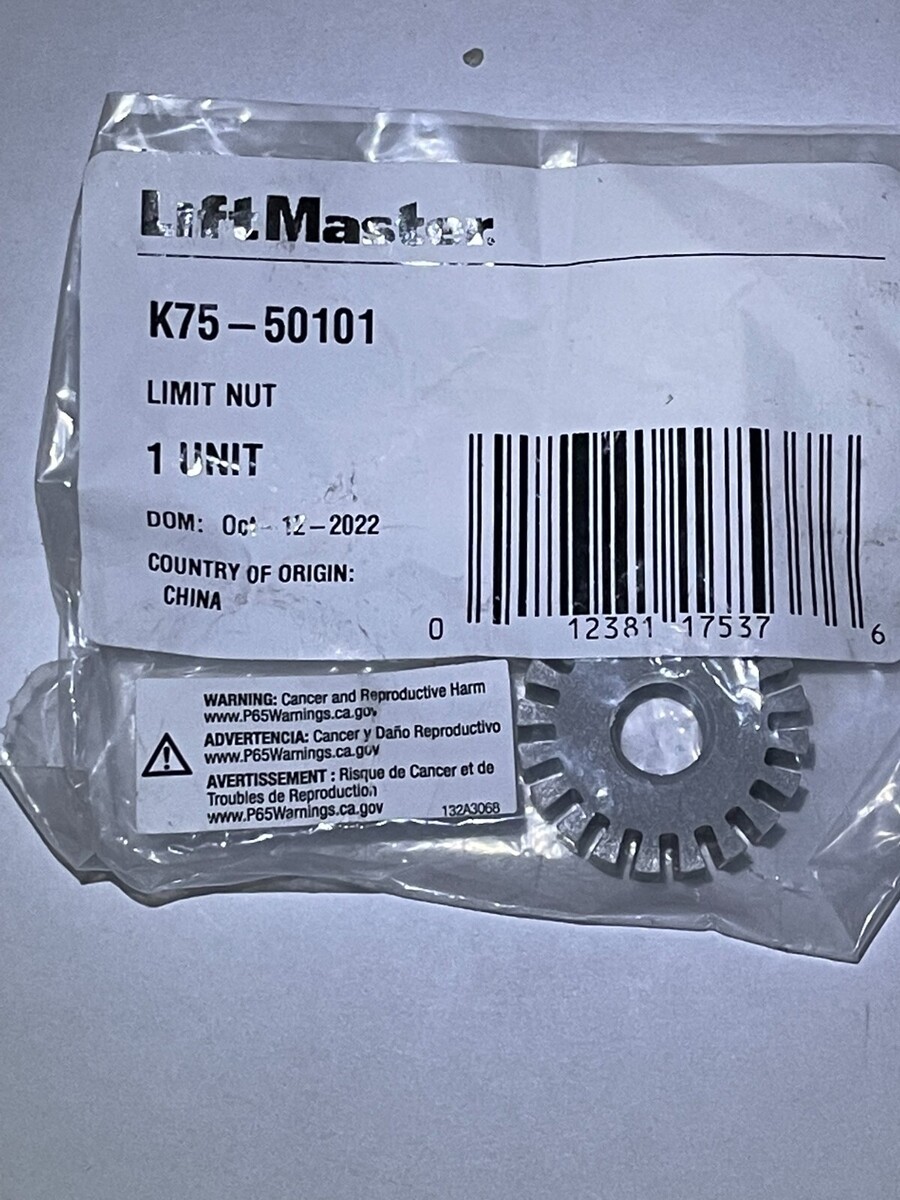 LiftMaster
K75-50101
LIMIT NUT
1 UNIT
DOM: Oct-12-2022
COUNTRY OF ORIGIN:
CHINA
0 12381 17537 6
WARNING: Cancer and Reproductive Harm
www.P65Warnings.ca.gov
ADVERTENCIA: Cancer y Daño Reproductivo
www.P65Warnings.ca.gov
AVERTISSEMENT : Risque de Cancer et de
Troubles de Reproduction
www.P65Warnings.ca.gov
132A3068